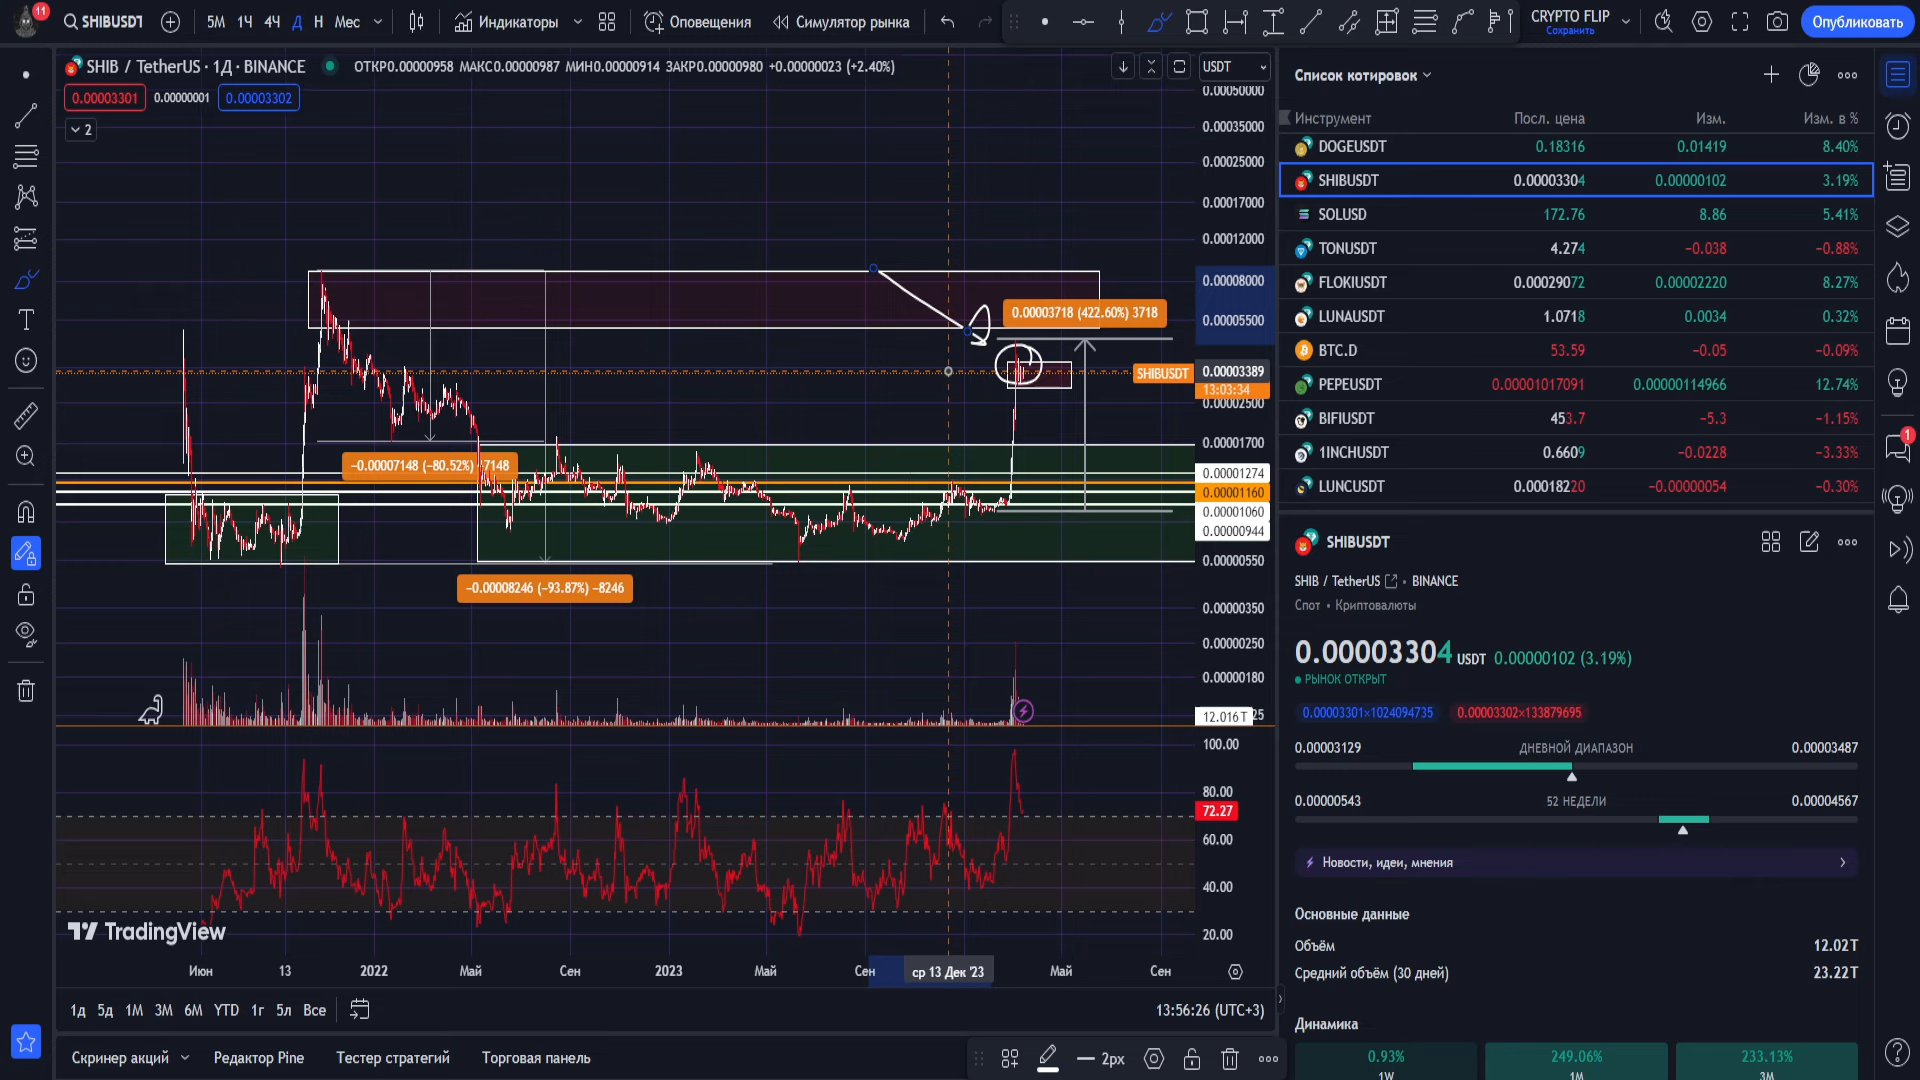 11
SHIBUSDT
5М 1Ч 4Ч Д Н Мес
Индикаторы
Оповещения
Симулятор рынка
CRYPTO FLIP
Сохранить
Опубликовать
SHIB / TetherUS · 1Д · BINANCE
ОТКР0.00000958 МАКС0.00000987 МИН0.00000914 ЗАКР0.00000980 +0.00000023 (+2.40%)
0.00003301 0.00000001 0.00003302
2
USDT
0.00050000
0.00035000
0.00025000
0.00017000
0.00012000
0.00008000
0.00005500
0.00003718 (422.60%) 3718
SHIBUSDT
0.00003389
13:03:34
0.00002500
0.00001700
−0.00007148 (−80.52%) −7148
0.00001274
0.00001160
0.00001060
0.00000944
0.00000550
−0.00008246 (−93.87%) −8246
0.00000350
0.00000250
0.00000180
12.016T
25
100.00
80.00
72.27
60.00
40.00
20.00
TradingView
Июн 13 2022 Май Сен 2023 Май Сен ср 13 Дек '23 Май Сен
1д 5д 1М 3М 6М YTD 1г 5л Все
13:56:26 (UTC+3)
Скринер акций
Редактор Pine
Тестер стратегий
Торговая панель
2px
Список котировок
Инструмент Посл. цена Изм. Изм. в %
DOGEUSDT 0.18316 0.01419 8.40%
SHIBUSDT 0.00003304 0.00000102 3.19%
SOLUSD 172.76 8.86 5.41%
TONUSDT 4.274 −0.038 −0.88%
FLOKIUSDT 0.00029072 0.00002220 8.27%
LUNAUSDT 1.0718 0.0034 0.32%
BTC.D 53.59 −0.05 −0.09%
PEPEUSDT 0.00001017091 0.00000114966 12.74%
BIFIUSDT 453.7 −5.3 −1.15%
1INCHUSDT 0.6609 −0.0228 −3.33%
LUNCUSDT 0.00018220 −0.00000054 −0.30%
1
SHIBUSDT
SHIB / TetherUS • BINANCE
Спот • Криптовалюты
0.00003304 USDT 0.00000102 (3.19%)
РЫНОК ОТКРЫТ
0.00003301×1024094735 0.00003302×133879695
0.00003129 ДНЕВНОЙ ДИАПАЗОН 0.00003487
0.00000543 52 НЕДЕЛИ 0.00004567
Новости, идеи, мнения
Основные данные
Объём 12.02T
Средний объём (30 дней) 23.22T
Динамика
0.93% 249.06% 233.13%
1W 1M 3M